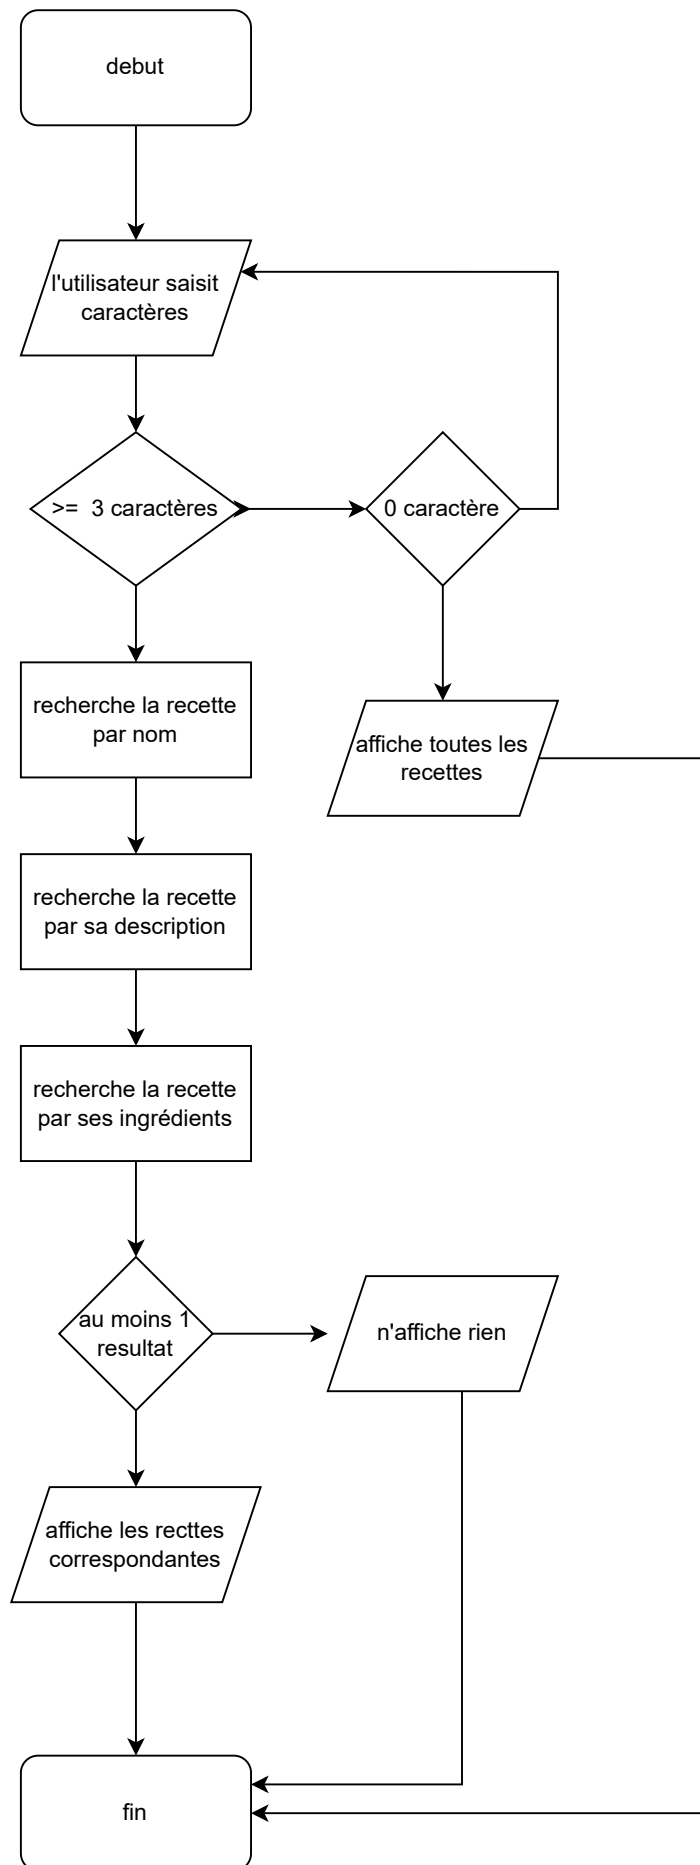 debut
l'utilisateur saisit
caractères
>=  3 caractères
0 caractère
recherche la recette
par nom
affiche toutes les
recettes
recherche la recette
par sa description
recherche la recette
par ses ingrédients
au moins 1
resultat
n'affiche rien
affiche les recttes
correspondantes
fin